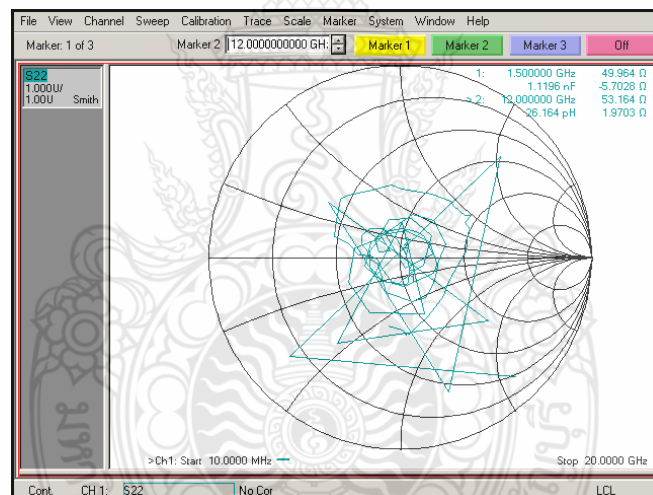 File View Channel Sweep Calibration Trace Scale Marker System Window Help
Marker: 1 of 3 Marker 2 12.0000000000 GH: Marker 1 Marker 2 Marker 3 Off
S22
1.000U/
1.00U Smith
1: 1.500000 GHz 49.964 Ω
1.1196 nF -5.7028 Ω
> 2: 12.000000 GHz 53.164 Ω
26.164 pH 1.9703 Ω
>Ch1: Start 10.0000 MHz Stop 20.0000 GHz
Cont. CH 1: S22 No Cor LCL